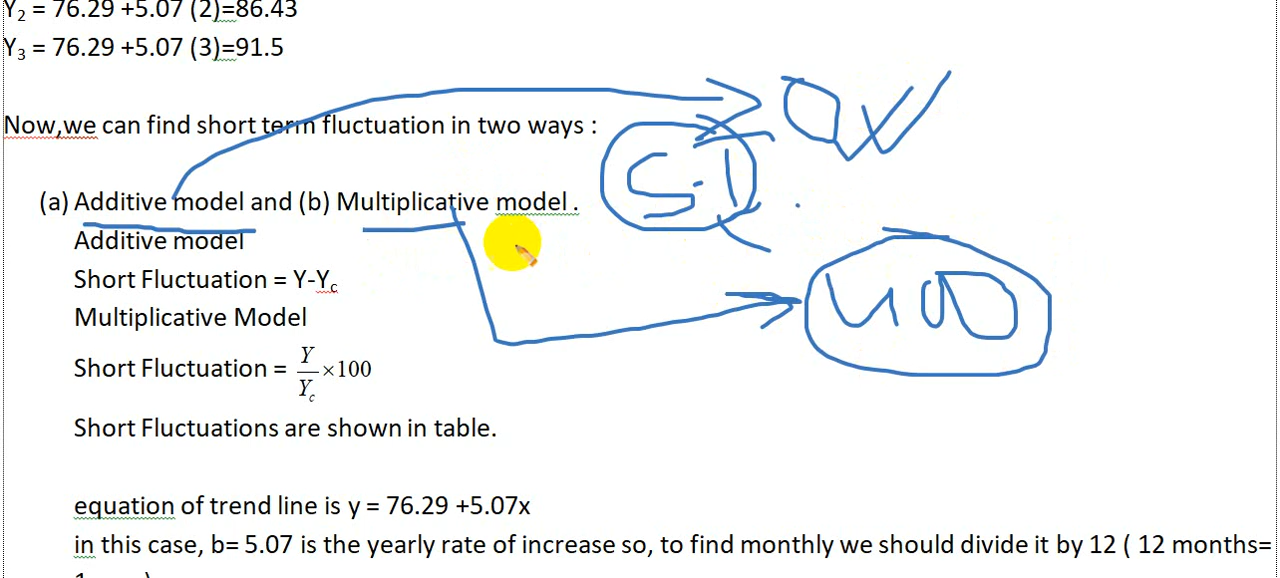 Y₂ = 76.29 +5.07 (2)=86.43
Y₃ = 76.29 +5.07 (3)=91.5
Now,we can find short term fluctuation in two ways :
(a) Additive model and (b) Multiplicative model .
Additive model
Short Fluctuation = Y-Y꜀
Multiplicative Model
Short Fluctuation = Y/Y꜀ ×100
Short Fluctuations are shown in table.
equation of trend line is y = 76.29 +5.07x
in this case, b= 5.07 is the yearly rate of increase so, to find monthly we should divide it by 12 ( 12 months=